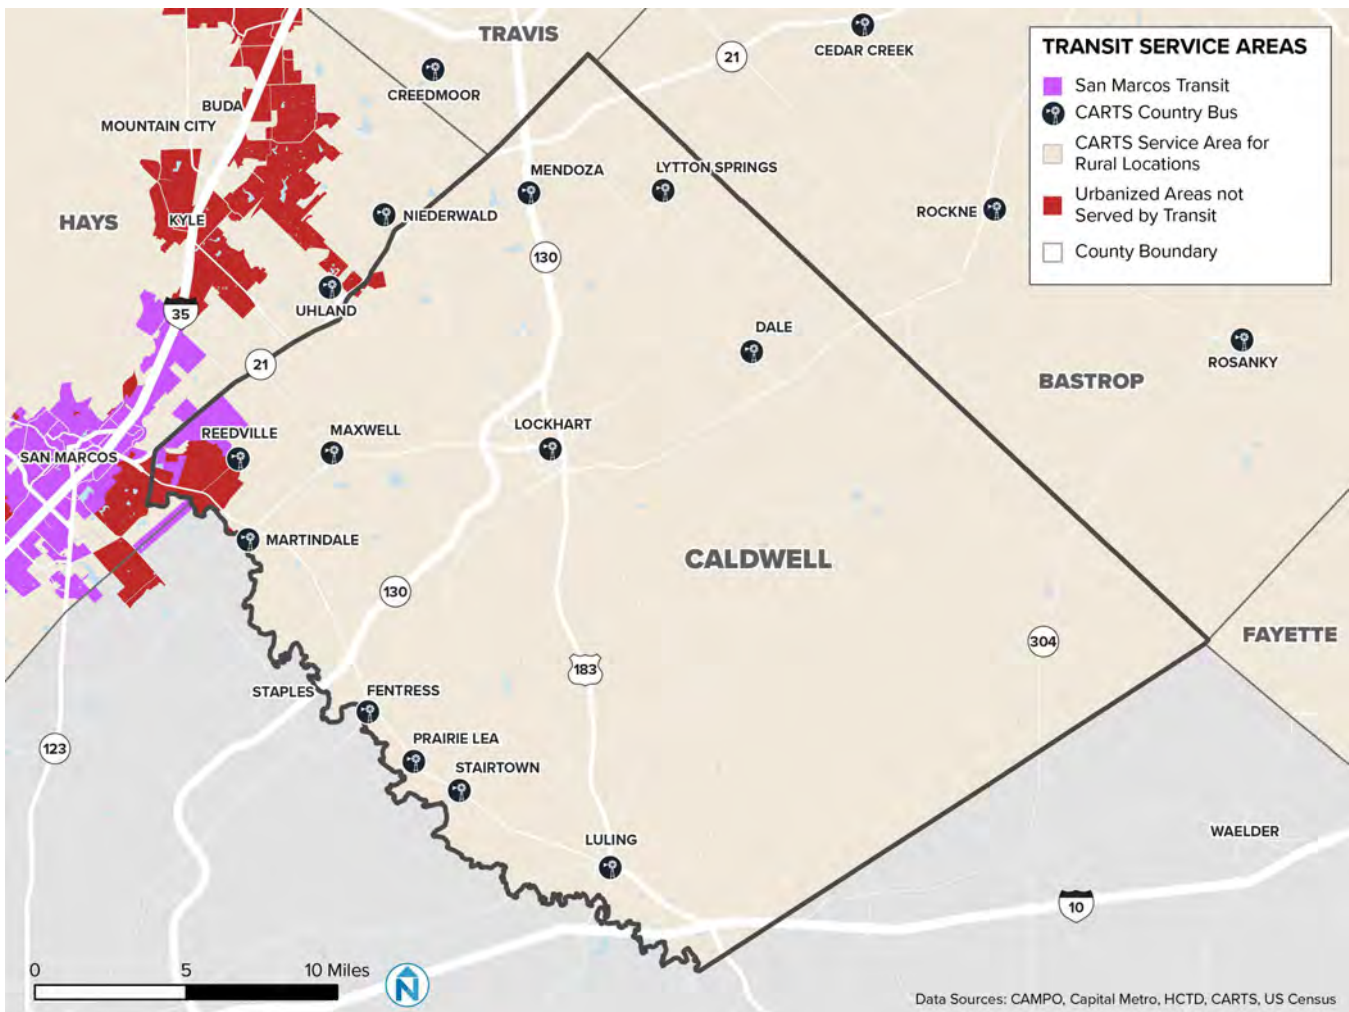 TRAVIS
CEDAR CREEK
21
CREEDMOOR
BUDA
MOUNTAIN CITY
MENDOZA
LYTTON SPRINGS
HAYS
KYLE
NIEDERWALD
ROCKNE
130
UHLAND
35
DALE
ROSANKY
21
BASTROP
REEDVILLE
MAXWELL
LOCKHART
SAN MARCOS
MARTINDALE
CALDWELL
130
304
FAYETTE
183
STAPLES
FENTRESS
123
PRAIRIE LEA
STAIRTOWN
LULING
WAELDER
10
TRANSIT SERVICE AREAS
San Marcos Transit
CARTS Country Bus
CARTS Service Area for
Rural Locations
Urbanized Areas not
Served by Transit
County Boundary
0 5 10 Miles
N
Data Sources: CAMPO, Capital Metro, HCTD, CARTS, US Census